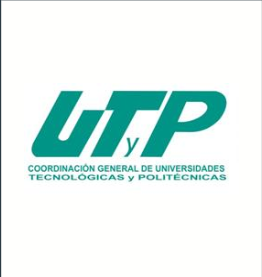 UTyP
COORDINACIÓN GENERAL DE UNIVERSIDADES
TECNOLÓGICAS y POLITÉCNICAS